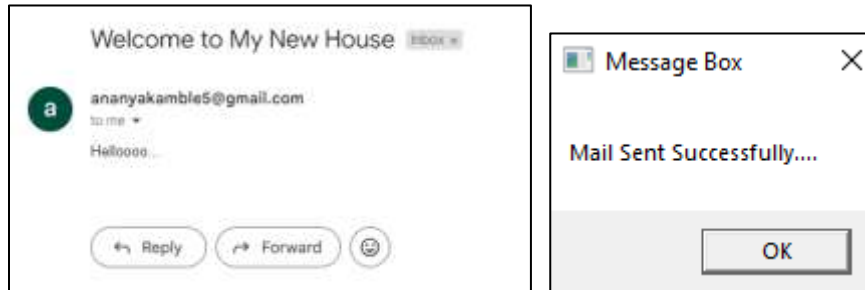 Welcome to My New House Inbox
a
ananyakamble5@gmail.com
to me
Helloooo...
Reply
Forward
Message Box
Mail Sent Successfully....
OK